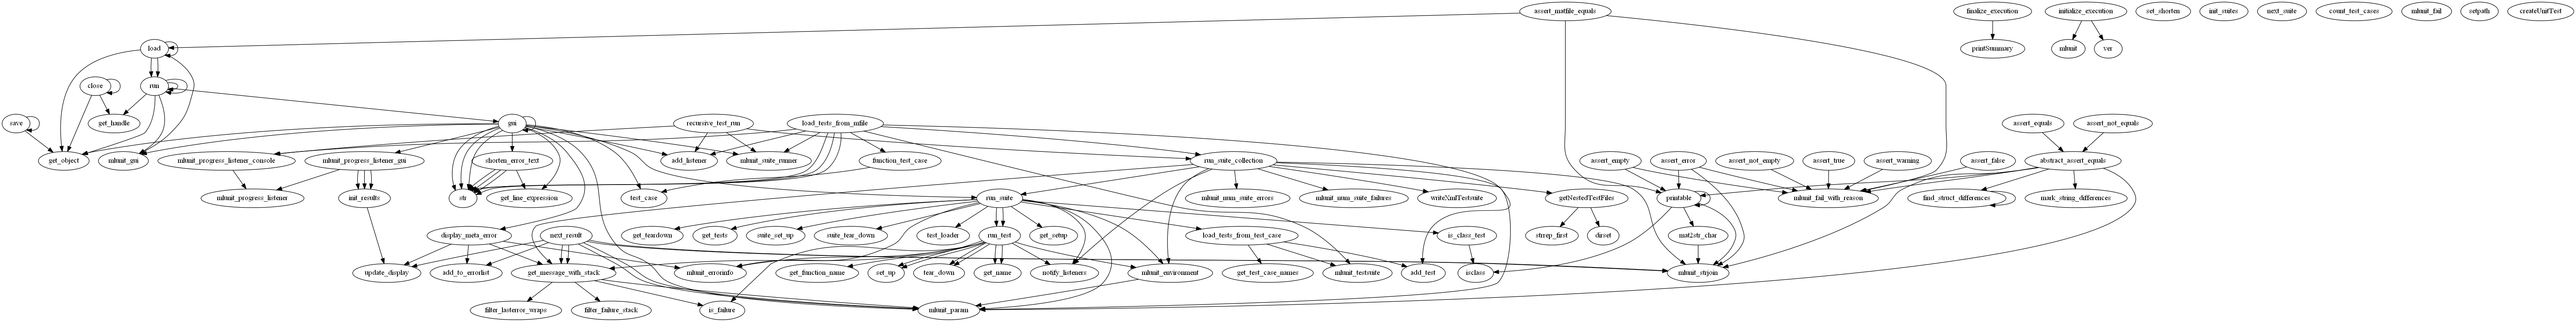 assert_matfile_equals
finalize_execution
initialize_execution
set_shorten
init_suites
next_suite
count_test_cases
mlunit_fail
setpath
createUnitTest
load
printSummary
mlunit
ver
close
run
save
get_handle
gui
recursive_test_run
load_tests_from_mfile
assert_equals
assert_not_equals
get_object
mlunit_gui
mlunit_progress_listener_console
mlunit_progress_listener_gui
shorten_error_text
add_listener
mlunit_suite_runner
function_test_case
run_suite_collection
assert_empty
assert_error
assert_not_empty
assert_true
assert_warning
assert_false
abstract_assert_equals
mlunit_progress_listener
init_results
str
get_line_expression
test_case
run_suite
mlunit_num_suite_errors
mlunit_num_suite_failures
writeXmlTestsuite
getNestedTestFiles
printable
mlunit_fail_with_reason
find_struct_differences
mark_string_differences
display_meta_error
next_result
get_teardown
get_tests
suite_set_up
suite_tear_down
test_loader
run_test
get_setup
load_tests_from_test_case
is_class_test
strrep_first
dirset
mat2str_char
update_display
add_to_errorlist
get_message_with_stack
mlunit_errorinfo
get_function_name
set_up
tear_down
get_name
notify_listeners
mlunit_environment
get_test_case_names
mlunit_testsuite
add_test
isclass
mlunit_strjoin
filter_lasterror_wraps
filter_failure_stack
is_failure
mlunit_param